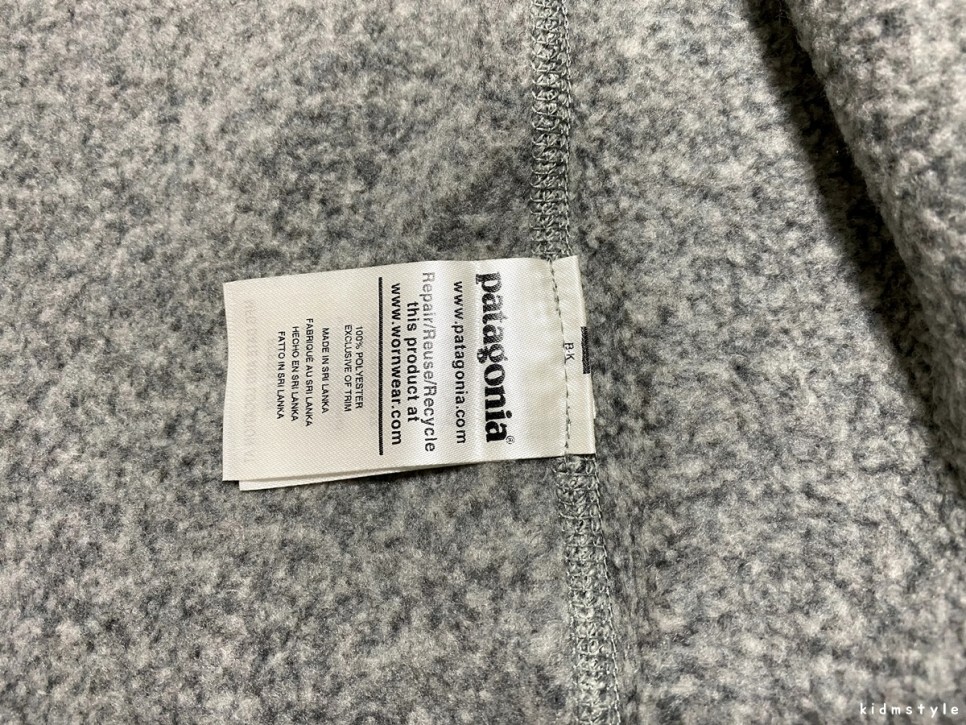 patagonia®
www.patagonia.com
Repair/Reuse/Recycle
this product at
www.wornwear.com
100% POLYESTER
EXCLUSIVE OF TRIM
MADE IN SRI LANKA
FABRIQUÉ AU SRI LANKA
HECHO EN SRI LANKA
FATTO IN SRI LANKA
kidmstyle